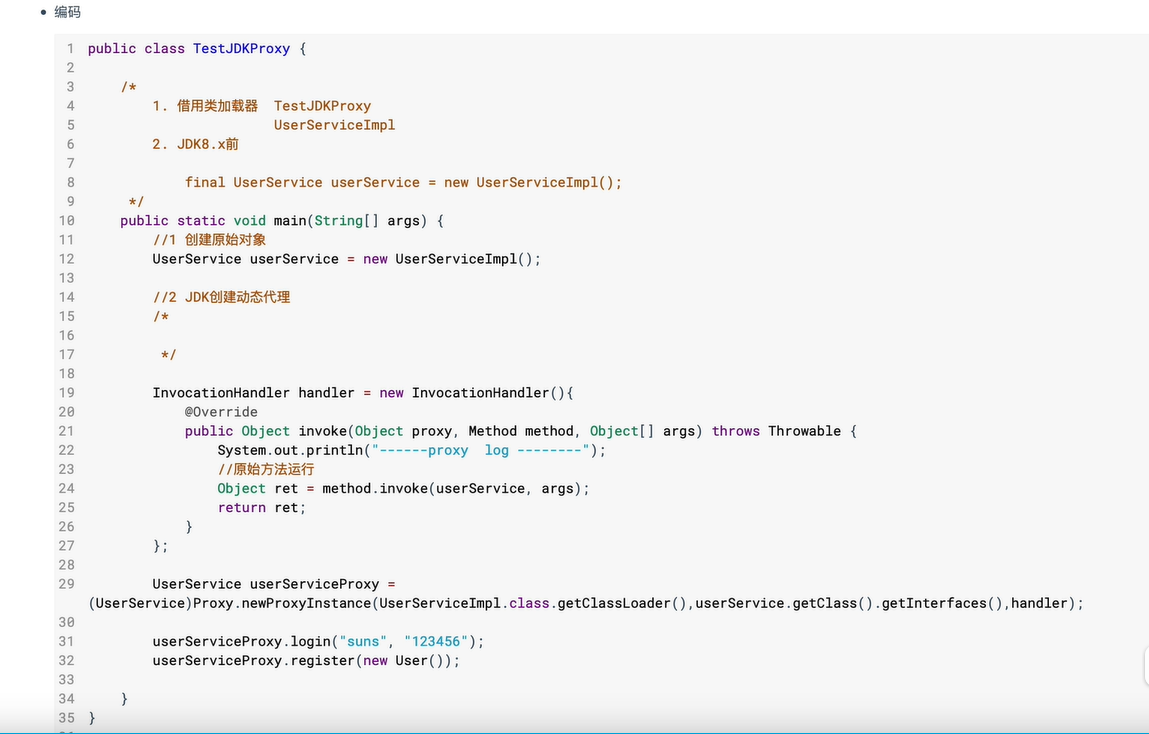 • 编码
1 public class TestJDKProxy {
2
3 /*
4 1. 借用类加载器  TestJDKProxy
5 UserServiceImpl
6 2. JDK8.x前
7
8 final UserService userService = new UserServiceImpl();
9 */
10 public static void main(String[] args) {
11 //1 创建原始对象
12 UserService userService = new UserServiceImpl();
13
14 //2 JDK创建动态代理
15 /*
16
17 */
18
19 InvocationHandler handler = new InvocationHandler(){
20 @Override
21 public Object invoke(Object proxy, Method method, Object[] args) throws Throwable {
22 System.out.println("------proxy  log --------");
23 //原始方法运行
24 Object ret = method.invoke(userService, args);
25 return ret;
26 }
27 };
28
29 UserService userServiceProxy =
(UserService)Proxy.newProxyInstance(UserServiceImpl.class.getClassLoader(),userService.getClass().getInterfaces(),handler);
30
31 userServiceProxy.login("suns", "123456");
32 userServiceProxy.register(new User());
33
34 }
35 }